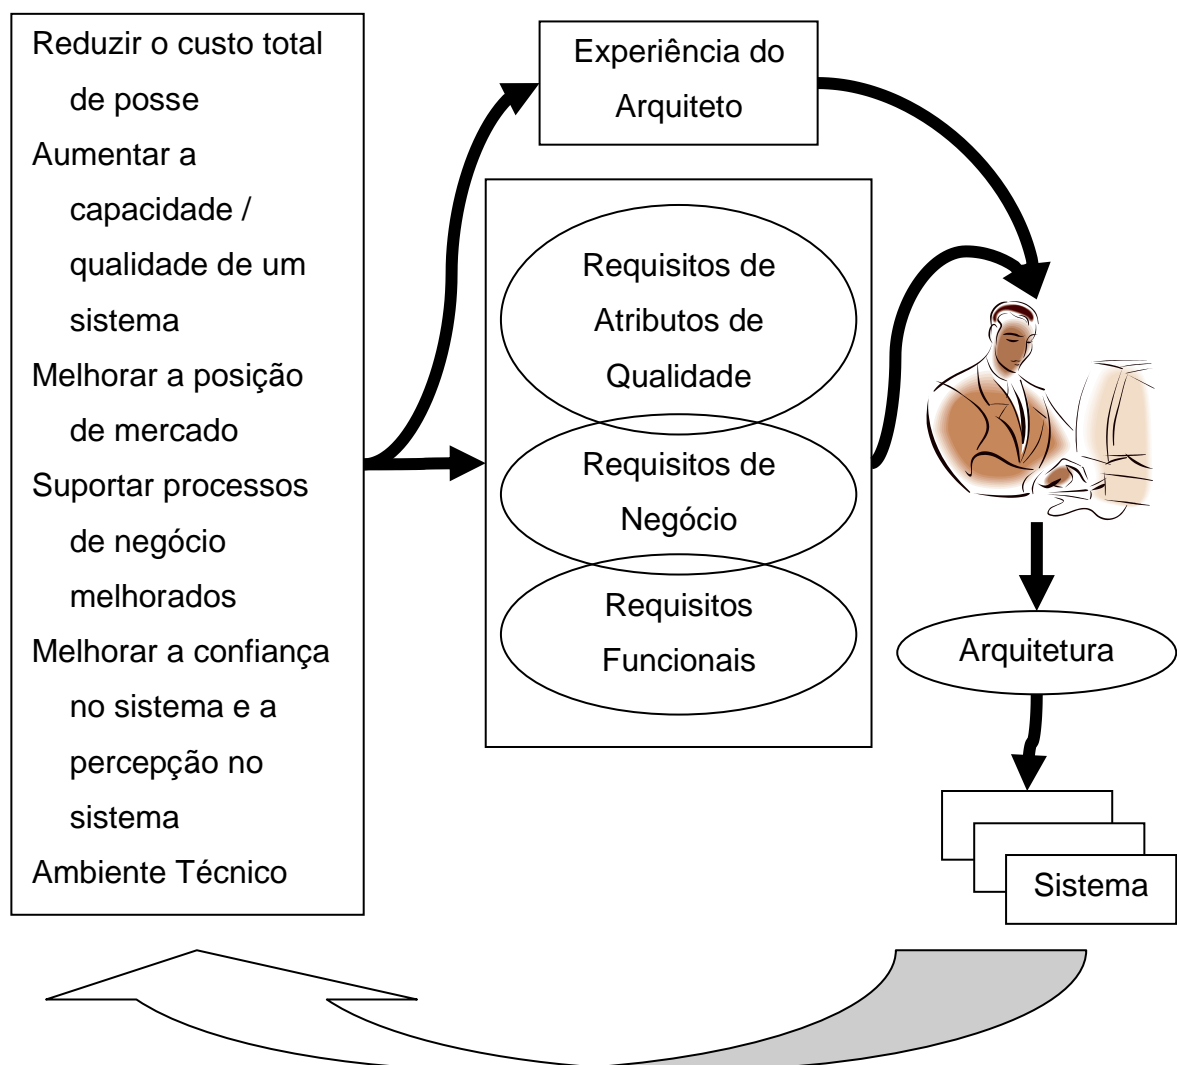 Reduzir o custo total
de posse
Aumentar a
capacidade /
qualidade de um
sistema
Melhorar a posição
de mercado
Suportar processos
de negócio
melhorados
Melhorar a confiança
no sistema e a
percepção no
sistema
Ambiente Técnico
Experiência do
Arquiteto
Requisitos de
Atributos de
Qualidade
Requisitos de
Negócio
Requisitos
Funcionais
Arquitetura
Sistema